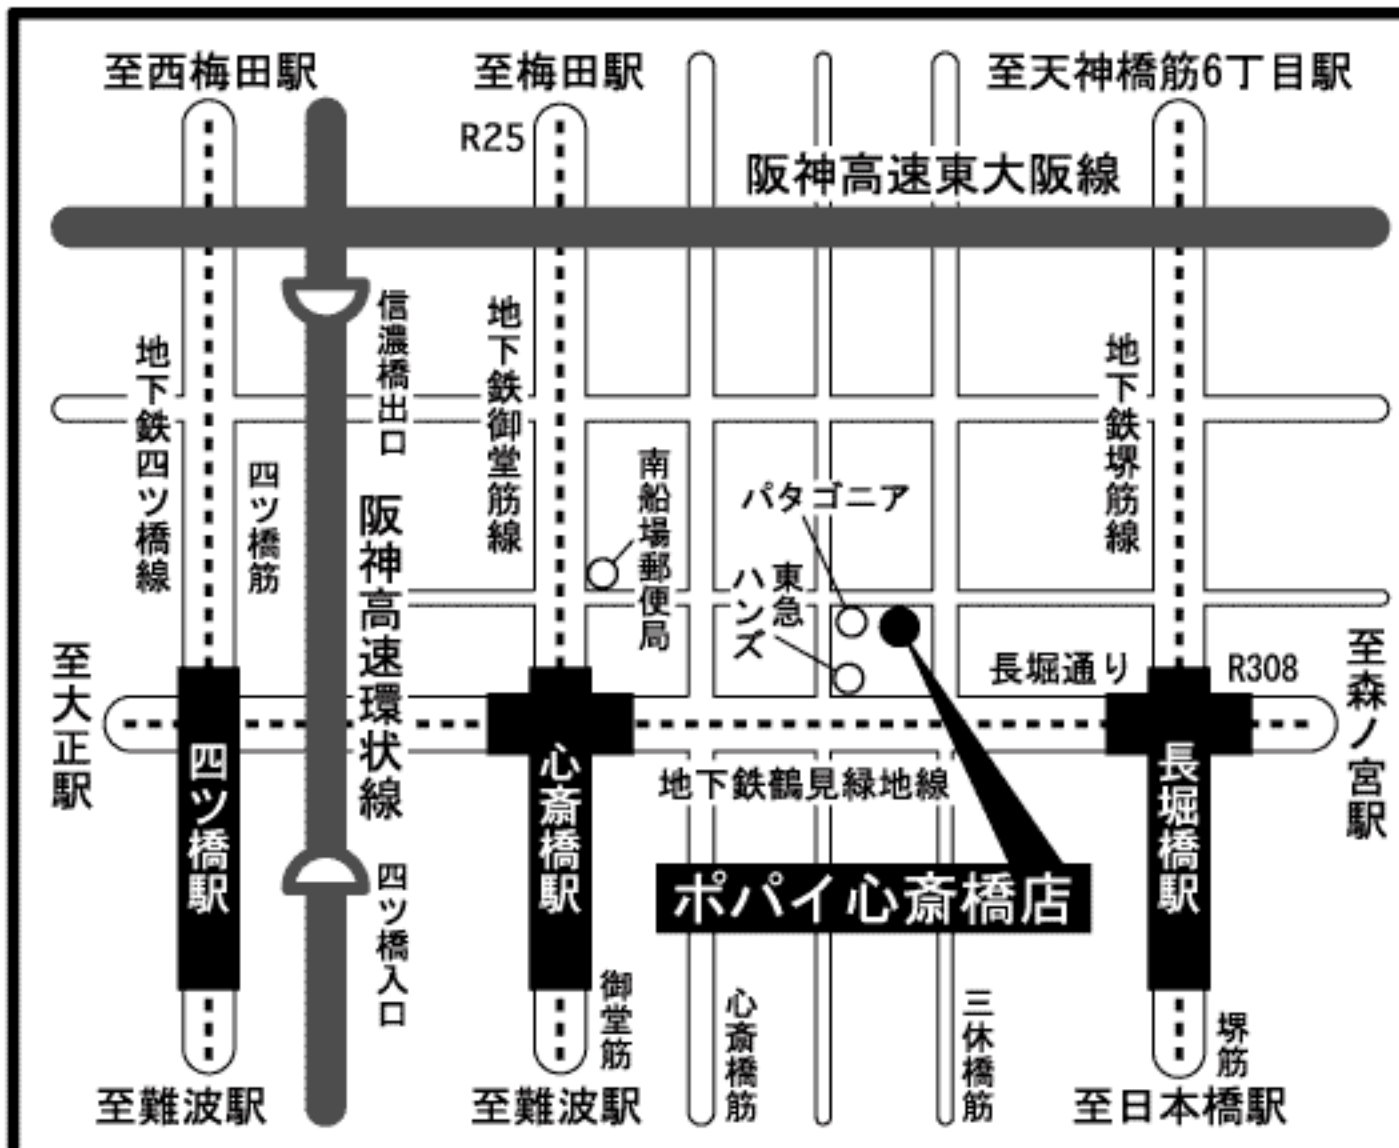 至西梅田駅
至梅田駅
至天神橋筋6丁目駅
R25
阪神高速東大阪線
信濃橋出口
地下鉄御堂筋線
地下鉄四ツ橋線
地下鉄堺筋線
四ツ橋筋
南船場郵便局
パタゴニア
阪神高速環状線
東急
ハンズ
至大正駅
長堀通り
R308
至森ノ宮駅
四ツ橋駅
心斎橋駅
地下鉄鶴見緑地線
長堀橋駅
ポパイ心斎橋店
四ツ橋入口
御堂筋
心斎橋筋
三休橋筋
堺筋
至難波駅
至難波駅
至日本橋駅